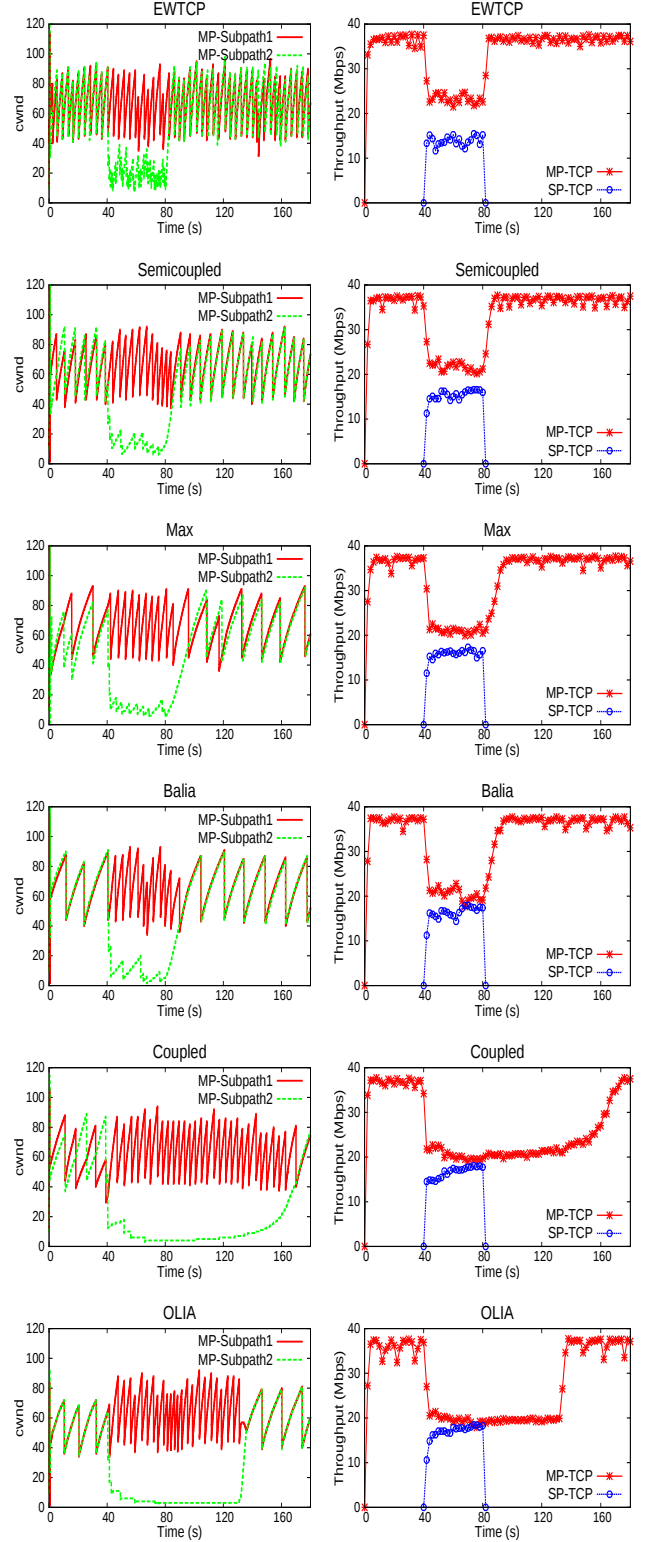 EWTCP
120
100
80
60
40
20
0
cwnd
MP-Subpath1
MP-Subpath2
0 40 80 120 160
Time (s)
EWTCP
40
30
20
10
0
Throughput (Mbps)
MP-TCP
SP-TCP
0 40 80 120 160
Time (s)
Semicoupled
120
100
80
60
40
20
0
cwnd
MP-Subpath1
MP-Subpath2
0 40 80 120 160
Time (s)
Semicoupled
40
30
20
10
0
Throughput (Mbps)
MP-TCP
SP-TCP
0 40 80 120 160
Time (s)
Max
120
100
80
60
40
20
0
cwnd
MP-Subpath1
MP-Subpath2
0 40 80 120 160
Time (s)
Max
40
30
20
10
0
Throughput (Mbps)
MP-TCP
SP-TCP
0 40 80 120 160
Time (s)
Balia
120
100
80
60
40
20
0
cwnd
MP-Subpath1
MP-Subpath2
0 40 80 120 160
Time (s)
Balia
40
30
20
10
0
Throughput (Mbps)
MP-TCP
SP-TCP
0 40 80 120 160
Time (s)
Coupled
120
100
80
60
40
20
0
cwnd
MP-Subpath1
MP-Subpath2
0 40 80 120 160
Time (s)
Coupled
40
30
20
10
0
Throughput (Mbps)
MP-TCP
SP-TCP
0 40 80 120 160
Time (s)
OLIA
120
100
80
60
40
20
0
cwnd
MP-Subpath1
MP-Subpath2
0 40 80 120 160
Time (s)
OLIA
40
30
20
10
0
Throughput (Mbps)
MP-TCP
SP-TCP
0 40 80 120 160
Time (s)